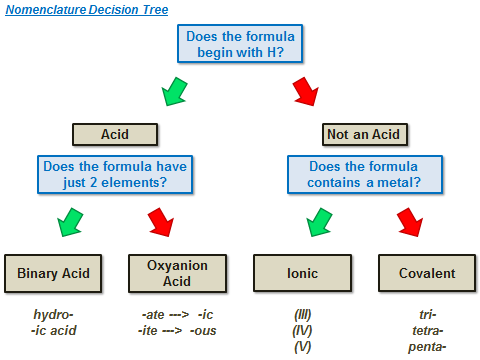 Nomenclature Decision Tree
Does the formula
begin with H?
Acid
Not an Acid
Does the formula have
just 2 elements?
Does the formula
contains a metal?
Binary Acid
Oxyanion
Acid
Ionic
Covalent
hydro-
-ic acid
-ate ---> -ic
-ite ---> -ous
(III)
(IV)
(V)
tri-
tetra-
penta-